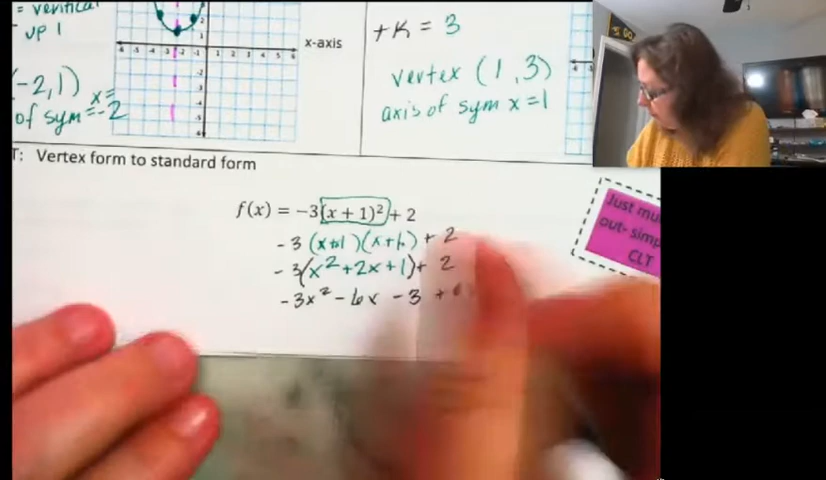 = vertical
up 1
(-2,1)
x=
of sym = -2
x-axis
+K = 3
vertex (1,3)
axis of sym x=1
T: Vertex form to standard form
f(x) = −3(x + 1)² + 2
-3 (x+1)(x+1) + 2
-3(x²+2x+1)+ 2
-3x² - 6x - 3 +
Just mu
out- simp
CLT